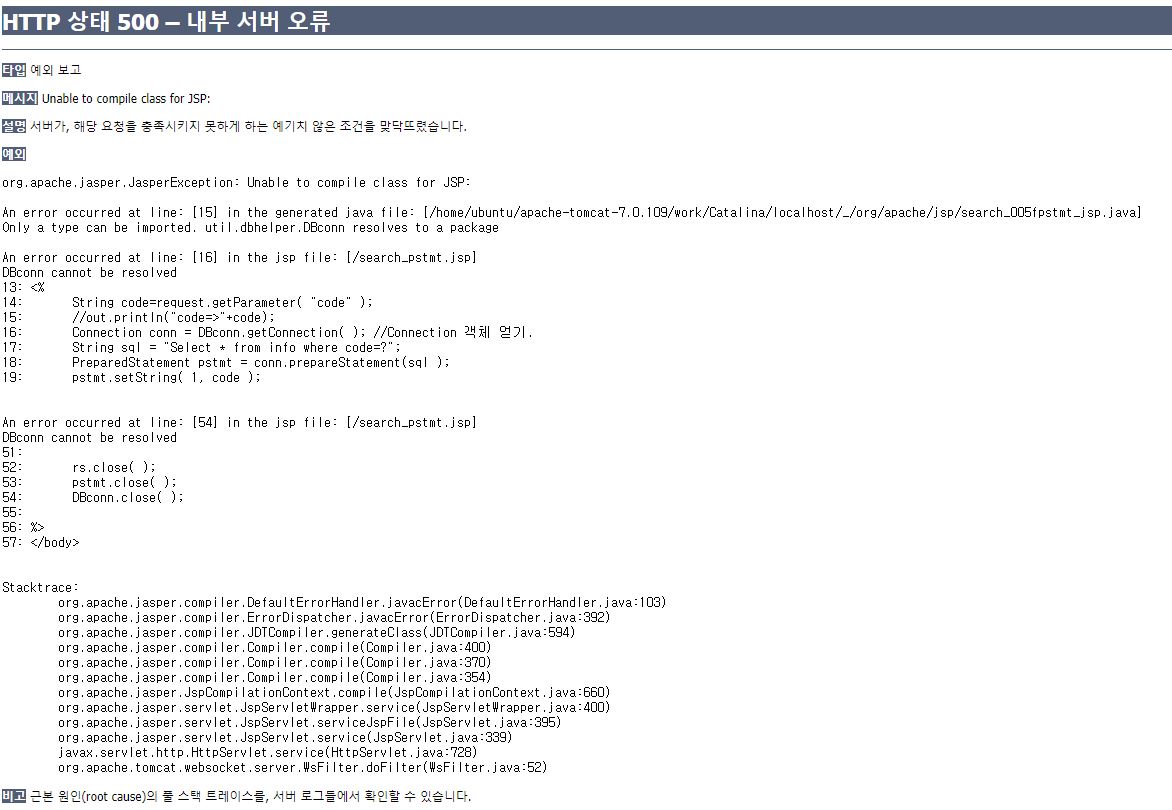 HTTP 상태 500 – 내부 서버 오류
타입 예외 보고
메시지 Unable to compile class for JSP:
설명 서버가, 해당 요청을 충족시키지 못하게 하는 예기치 않은 조건을 맞닥뜨렸습니다.
예외
org.apache.jasper.JasperException: Unable to compile class for JSP:
An error occurred at line: [15] in the generated java file: [/home/ubuntu/apache-tomcat-7.0.109/work/Catalina/localhost/_/org/apache/jsp/search_005fpstmt_jsp.java]
Only a type can be imported. util.dbhelper.DBconn resolves to a package
An error occurred at line: [16] in the jsp file: [/search_pstmt.jsp]
DBconn cannot be resolved
13: <%
14: String code=request.getParameter( "code" );
15: //out.println("code=>"+code);
16: Connection conn = DBconn.getConnection( ); //Connection 객체 얻기.
17: String sql = "Select * from info where code=?";
18: PreparedStatement pstmt = conn.prepareStatement(sql );
19: pstmt.setString( 1, code );
An error occurred at line: [54] in the jsp file: [/search_pstmt.jsp]
DBconn cannot be resolved
51:
52: rs.close( );
53: pstmt.close( );
54: DBconn.close( );
55:
56: %>
57: </body>
Stacktrace:
org.apache.jasper.compiler.DefaultErrorHandler.javacError(DefaultErrorHandler.java:103)
org.apache.jasper.compiler.ErrorDispatcher.javacError(ErrorDispatcher.java:392)
org.apache.jasper.compiler.JDTCompiler.generateClass(JDTCompiler.java:594)
org.apache.jasper.compiler.Compiler.compile(Compiler.java:400)
org.apache.jasper.compiler.Compiler.compile(Compiler.java:370)
org.apache.jasper.compiler.Compiler.compile(Compiler.java:354)
org.apache.jasper.JspCompilationContext.compile(JspCompilationContext.java:660)
org.apache.jasper.servlet.JspServletWrapper.service(JspServletWrapper.java:400)
org.apache.jasper.servlet.JspServlet.serviceJspFile(JspServlet.java:395)
org.apache.jasper.servlet.JspServlet.service(JspServlet.java:339)
javax.servlet.http.HttpServlet.service(HttpServlet.java:728)
org.apache.tomcat.websocket.server.WsFilter.doFilter(WsFilter.java:52)
비고 근본 원인(root cause)의 풀 스택 트레이스를, 서버 로그들에서 확인할 수 있습니다.